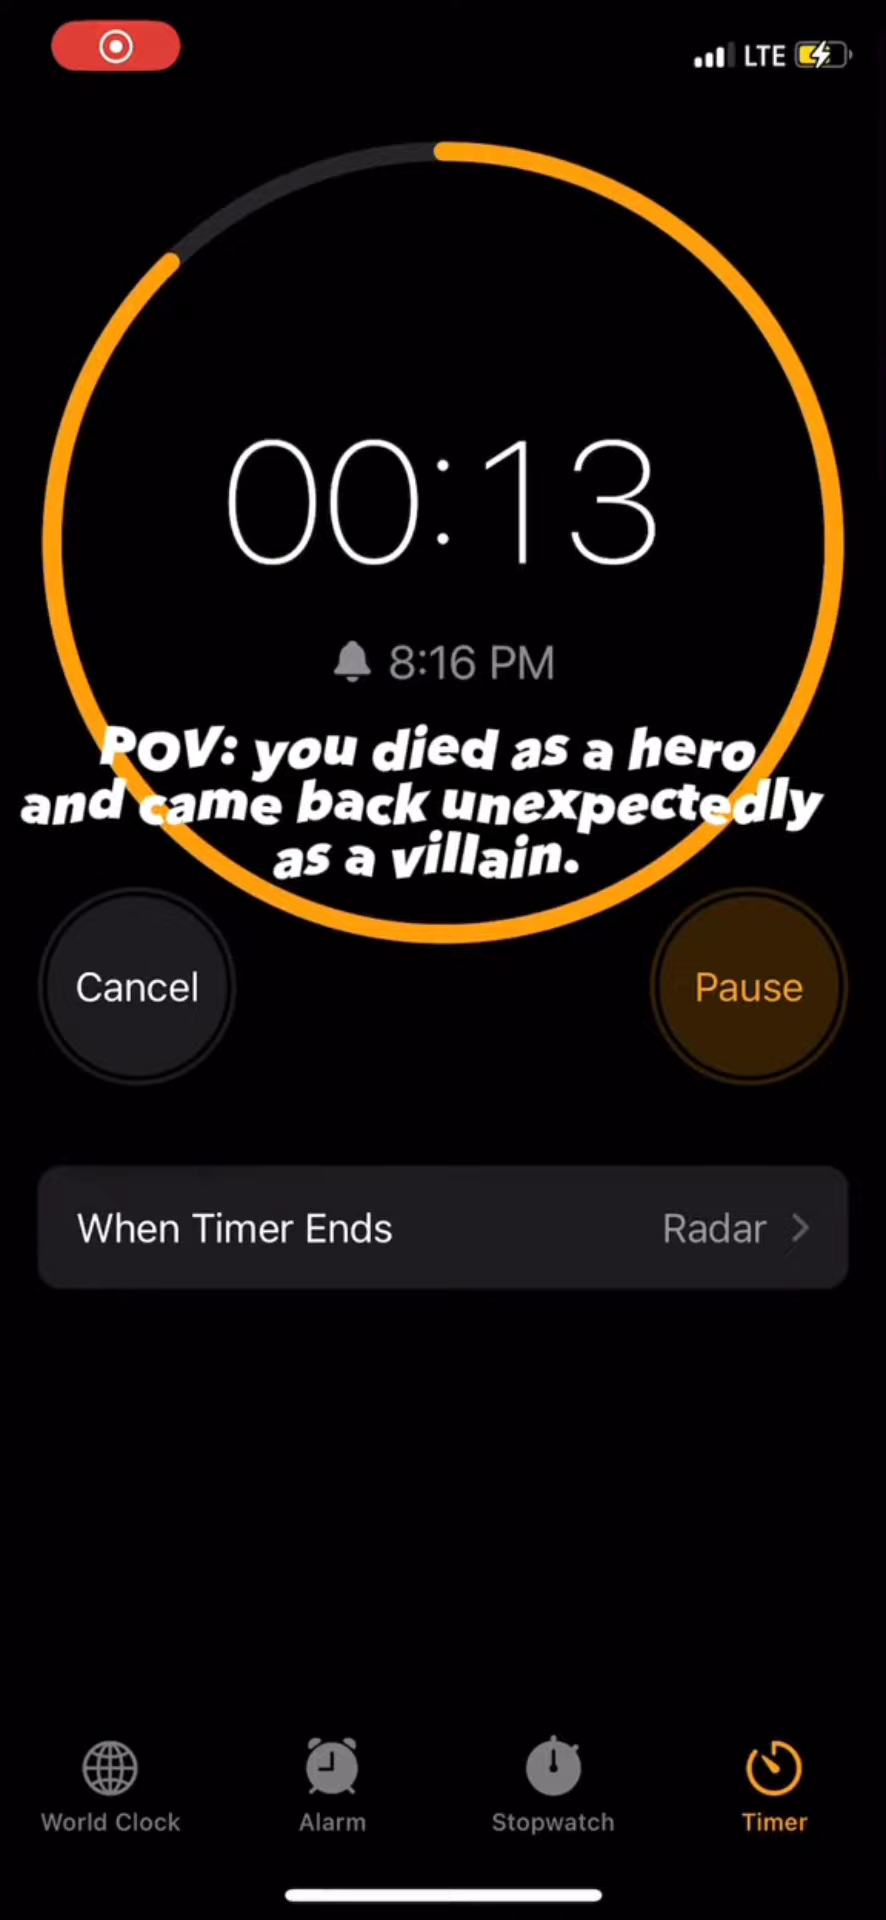 LTE
00:13
8:16 PM
POV: you died as a hero
and came back unexpectedly
as a villain.
Cancel
Pause
When Timer Ends
Radar
World Clock
Alarm
Stopwatch
Timer